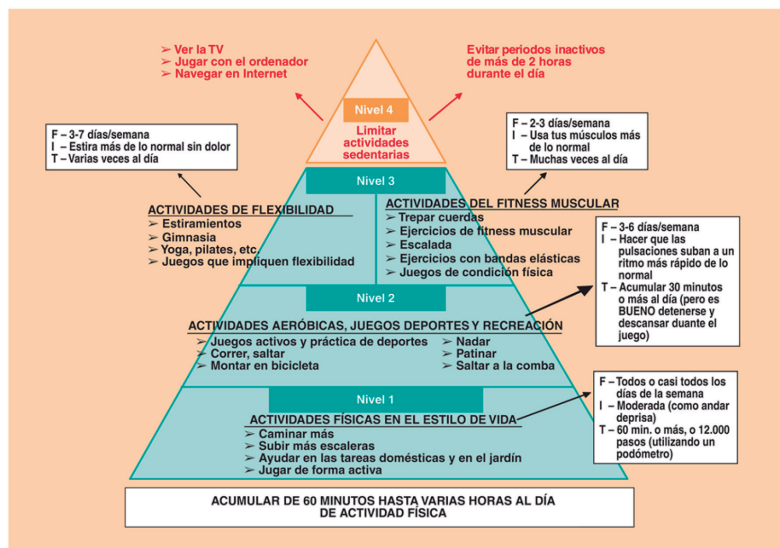 ➢ Ver la TV
➢ Jugar con el ordenador
➢ Navegar en Internet
Evitar periodos inactivos
de más de 2 horas
durante el día
Nivel 4
Limitar
actividades
sedentarias
F – 3-7 días/semana
I – Estira más de lo normal sin dolor
T – Varias veces al día
F – 2-3 días/semana
I – Usa tus músculos más
de lo normal
T – Muchas veces al día
Nivel 3
ACTIVIDADES DE FLEXIBILIDAD
➢ Estiramientos
➢ Gimnasia
➢ Yoga, pilates, etc.
➢ Juegos que impliquen flexibilidad
ACTIVIDADES DEL FITNESS MUSCULAR
➢ Trepar cuerdas
➢ Ejercicios de fitness muscular
➢ Escalada
➢ Ejercicios con bandas elásticas
➢ Juegos de condición física
F – 3-6 días/semana
I – Hacer que las
pulsaciones suban a un
ritmo más rápido de lo
normal
T – Acumular 30 minutos
o más al día (pero es
BUENO detenerse y
descansar duante el
juego)
Nivel 2
ACTIVIDADES AERÓBICAS, JUEGOS DEPORTES Y RECREACIÓN
➢ Juegos activos y práctica de deportes
➢ Correr, saltar
➢ Montar en bicicleta
➢ Nadar
➢ Patinar
➢ Saltar a la comba
Nivel 1
ACTIVIDADES FÍSICAS EN EL ESTILO DE VIDA
➢ Caminar más
➢ Subir más escaleras
➢ Ayudar en las tareas domésticas y en el jardín
➢ Jugar de forma activa
F – Todos o casi todos los
días de la semana
I – Moderada (como andar
deprisa)
T – 60 min. o más, o 12.000
pasos (utilizando un
podómetro)
ACUMULAR DE 60 MINUTOS HASTA VARIAS HORAS AL DÍA
DE ACTIVIDAD FÍSICA